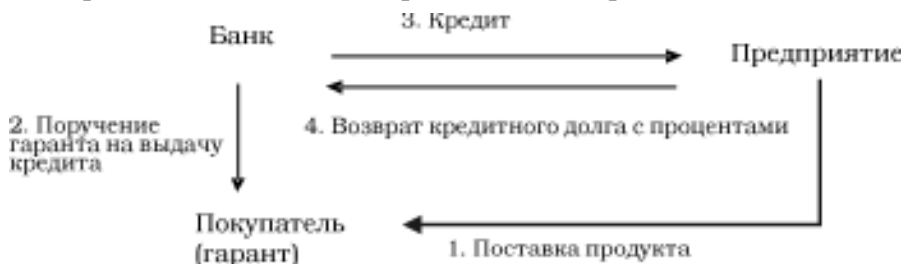 3. Кредит
Банк
Предприятие
2. Поручение
гаранта на выдачу
кредита
4. Возврат кредитного долга с процентами
Покупатель
(гарант)
1. Поставка продукта